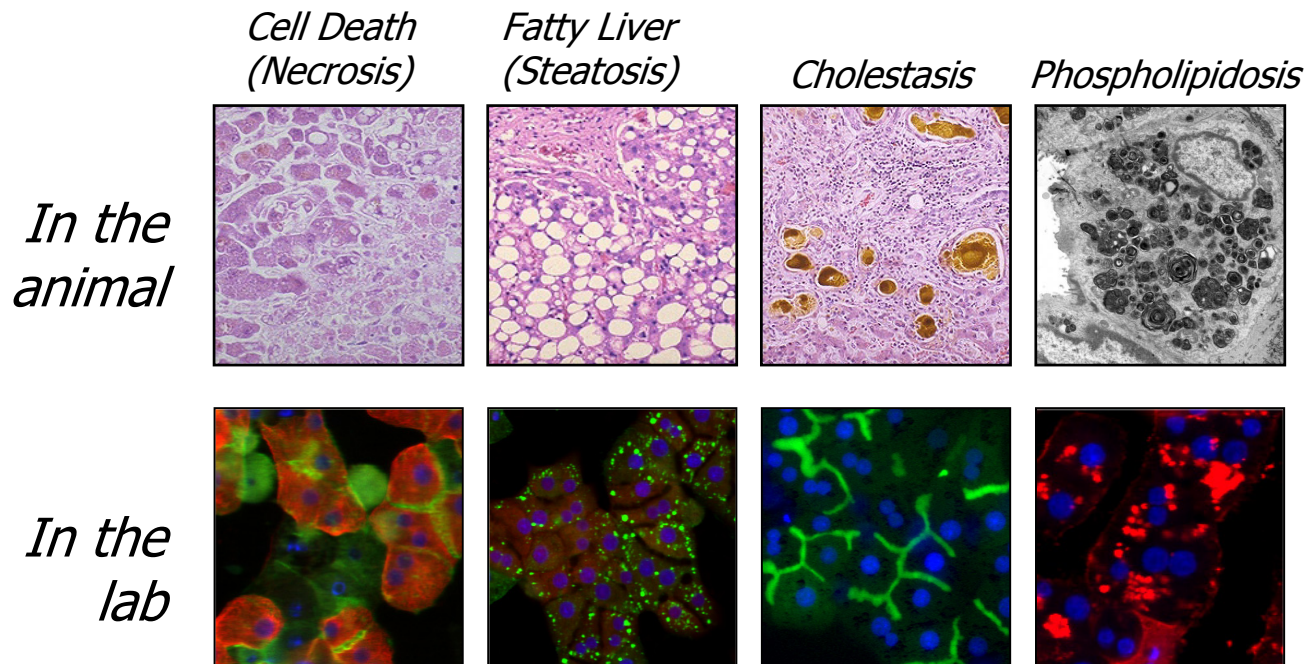 Cell Death
(Necrosis)
Fatty Liver
(Steatosis)
Cholestasis
Phospholipidosis
In the
animal
In the
lab